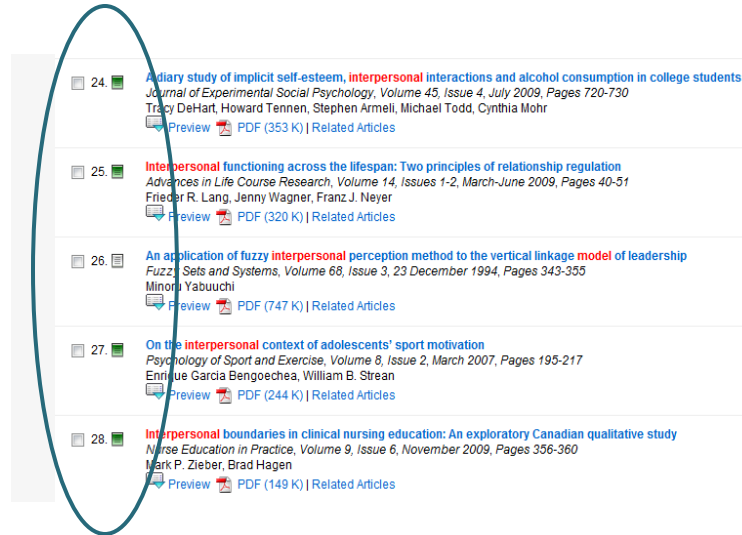 24. A diary study of implicit self-esteem, interpersonal interactions and alcohol consumption in college students
Journal of Experimental Social Psychology, Volume 45, Issue 4, July 2009, Pages 720-730
Tracy DeHart, Howard Tennen, Stephen Armeli, Michael Todd, Cynthia Mohr
Preview PDF (353 K) | Related Articles
25. Interpersonal functioning across the lifespan: Two principles of relationship regulation
Advances in Life Course Research, Volume 14, Issues 1-2, March-June 2009, Pages 40-51
Frieder R. Lang, Jenny Wagner, Franz J. Neyer
Preview PDF (320 K) | Related Articles
26. An application of fuzzy interpersonal perception method to the vertical linkage model of leadership
Fuzzy Sets and Systems, Volume 68, Issue 3, 23 December 1994, Pages 343-355
Minoru Yabuuchi
Preview PDF (747 K) | Related Articles
27. On the interpersonal context of adolescents' sport motivation
Psychology of Sport and Exercise, Volume 8, Issue 2, March 2007, Pages 195-217
Enrique Garcia Bengoechea, William B. Strean
Preview PDF (244 K) | Related Articles
28. Interpersonal boundaries in clinical nursing education: An exploratory Canadian qualitative study
Nurse Education in Practice, Volume 9, Issue 6, November 2009, Pages 356-360
Mark P. Zieber, Brad Hagen
Preview PDF (149 K) | Related Articles